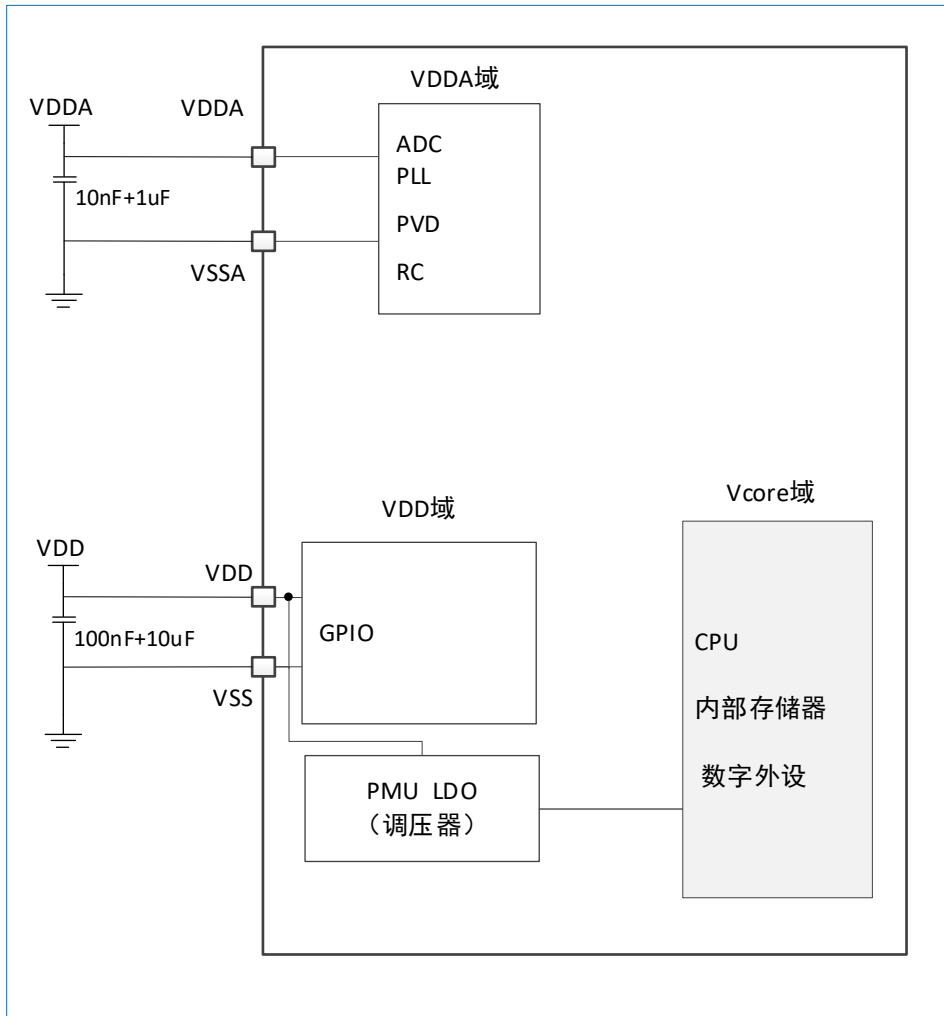 VDDA域
VDDA
VDDA
ADC
PLL
10nF+1uF
PVD
VSSA
RC
Vcore域
VDD域
VDD
VDD
100nF+10uF
GPIO
CPU
VSS
内部存储器
数字外设
PMU LDO
（调压器）